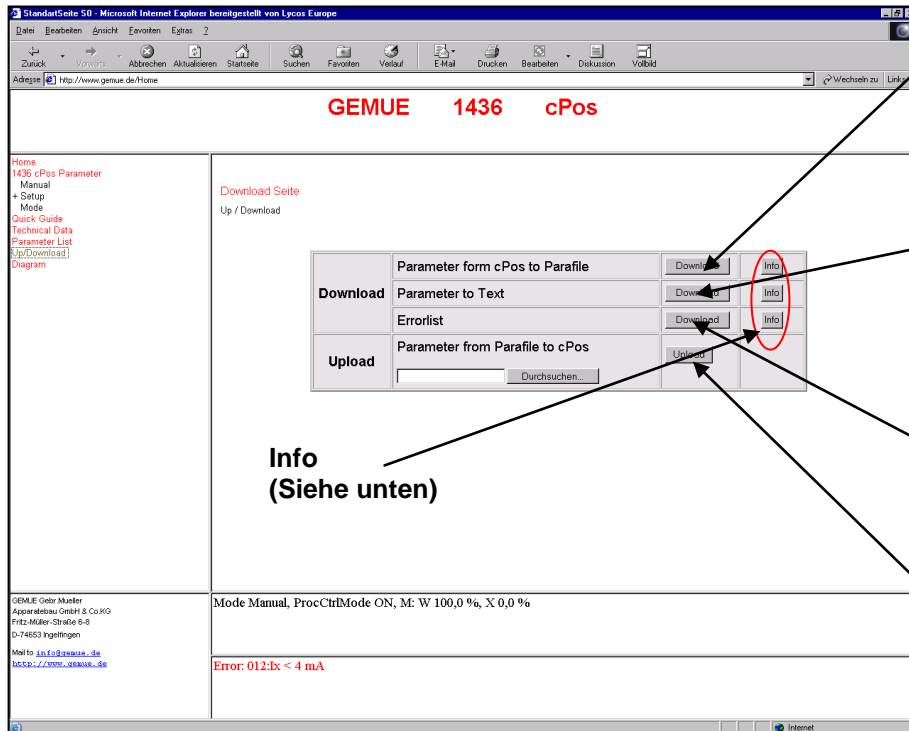 StandartSeite S0 - Microsoft Internet Explorer bereitgestellt von Lycos Europe
Datei Bearbeiten Ansicht Favoriten Extras ?
Zurück Vorwärts Abbrechen Aktualisieren Startseite Suchen Favoriten Verlauf E-Mail Drucken Bearbeiten Diskussion Vollbild
Adresse http://www.gemue.de/Home Wechseln zu Links
GEMUE 1436 cPos
Home
1436 cPos Parameter
Manual
+ Setup
Mode
Quick Guide
Technical Data
Parameter List
Up/Download
Diagram
Download Seite
Up / Download
Download
Parameter form cPos to Parafile Download Info
Parameter to Text Download Info
Errorlist Download Info
Upload
Parameter from Parafile to cPos Upload
Durchsuchen...
Info
(Siehe unten)
GEMUE Gebr.Mueller
Apparatebau GmbH & Co.KG
Fritz-Müller-Straße 6-8
D-74653 Ingelfingen
Mail to info@gemue.de
http://www.gemue.de
Mode Manual, ProcCtrlMode ON, M: W 100,0 %, X 0,0 %
Error: 012:Ix < 4 mA
Internet